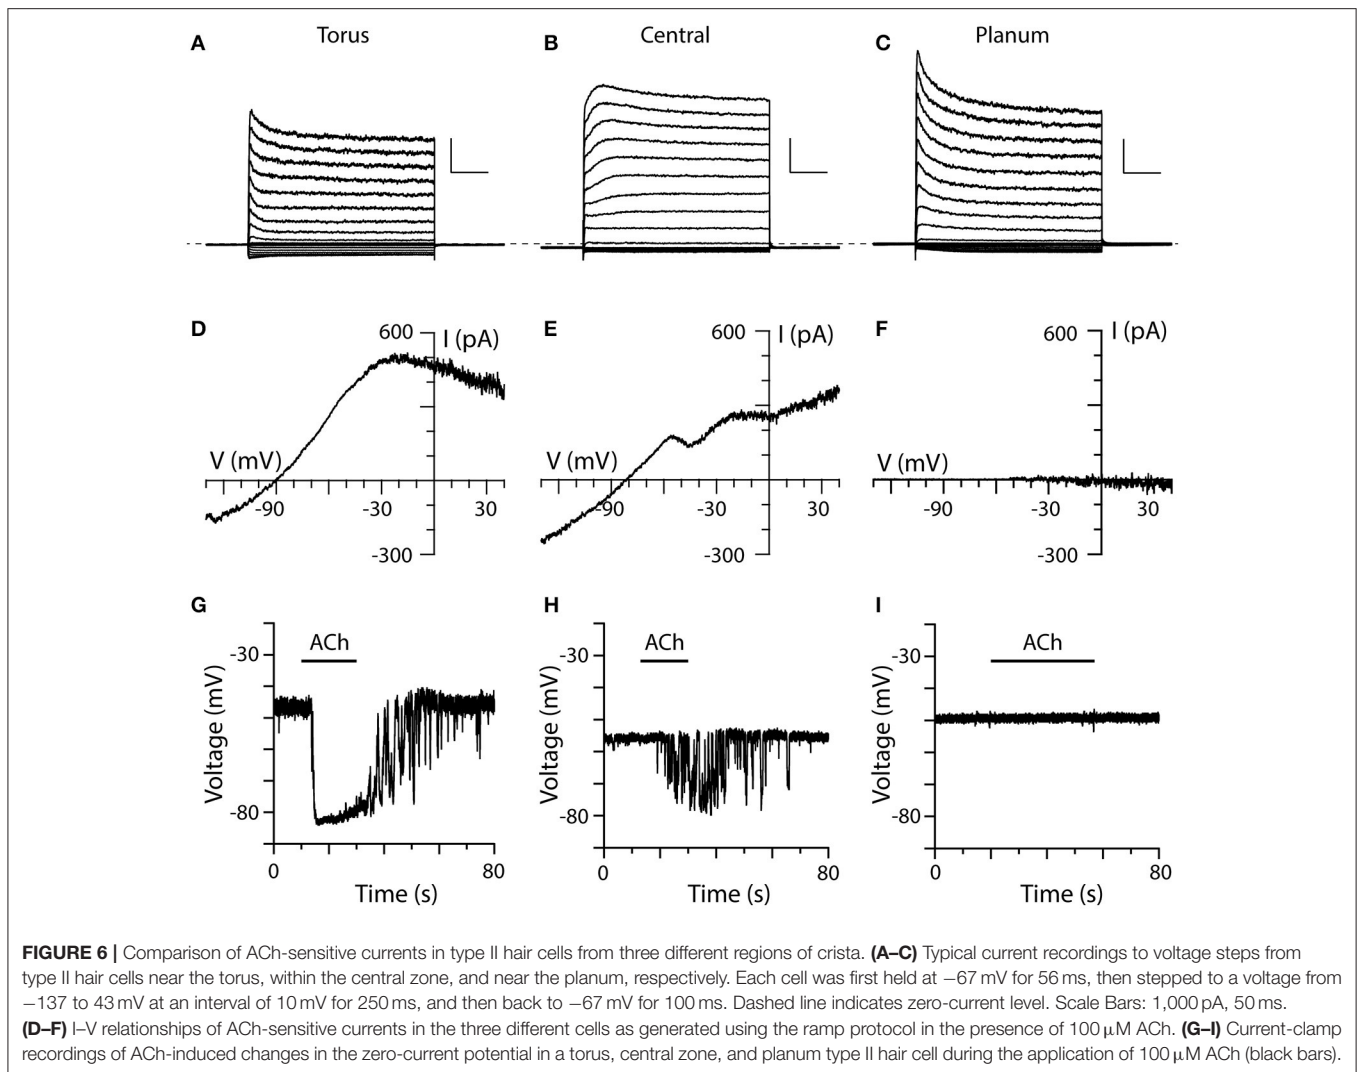 A Torus B Central C Planum
D 600 I (pA) E 600 I (pA) F 600 I (pA)
V (mV) V (mV) V (mV)
-90 -30 30 -90 -30 30 -90 -30 30
-300 -300 -300
G H I
ACh ACh ACh
-30 -30 -30
Voltage (mV) Voltage (mV) Voltage (mV)
-80 -80 -80
0 80 0 80 0 80
Time (s) Time (s) Time (s)
FIGURE 6 | Comparison of ACh-sensitive currents in type II hair cells from three different regions of crista. (A–C) Typical current recordings to voltage steps from
type II hair cells near the torus, within the central zone, and near the planum, respectively. Each cell was first held at −67 mV for 56 ms, then stepped to a voltage from
−137 to 43 mV at an interval of 10 mV for 250 ms, and then back to −67 mV for 100 ms. Dashed line indicates zero-current level. Scale Bars: 1,000 pA, 50 ms.
(D–F) I–V relationships of ACh-sensitive currents in the three different cells as generated using the ramp protocol in the presence of 100 μM ACh. (G–I) Current-clamp
recordings of ACh-induced changes in the zero-current potential in a torus, central zone, and planum type II hair cell during the application of 100 μM ACh (black bars).